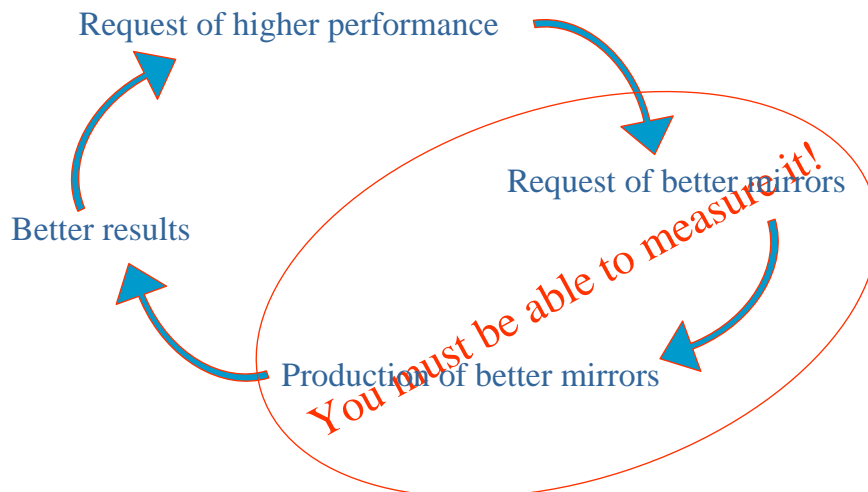 Request of higher performance
Request of better mirrors
Better results
Production of better mirrors
You must be able to measure it!